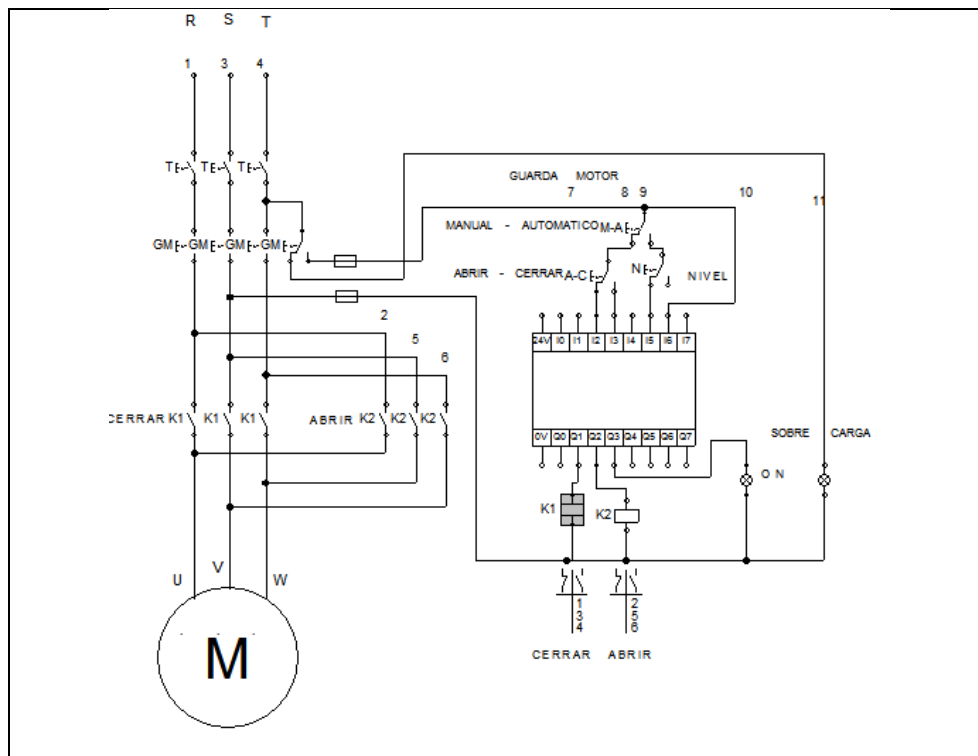 R S T
1 3 4
T T T
GUARDA MOTOR
7 8 9 10 11
MANUAL - AUTOMATICO M-A
GM GM GM GM
ABRIR - CERRAR A-C N NIVEL
2
5
6
24V I0 I1 I2 I3 I4 I5 I6 I7
CERRAR K1 K1 K1 ABRIR K2 K2 K2
0V Q0 Q1 Q2 Q3 Q4 Q5 Q6 Q7
SOBRE CARGA
ON
K1 K2
U V W
1 2
3 5
4 6
M
CERRAR ABRIR